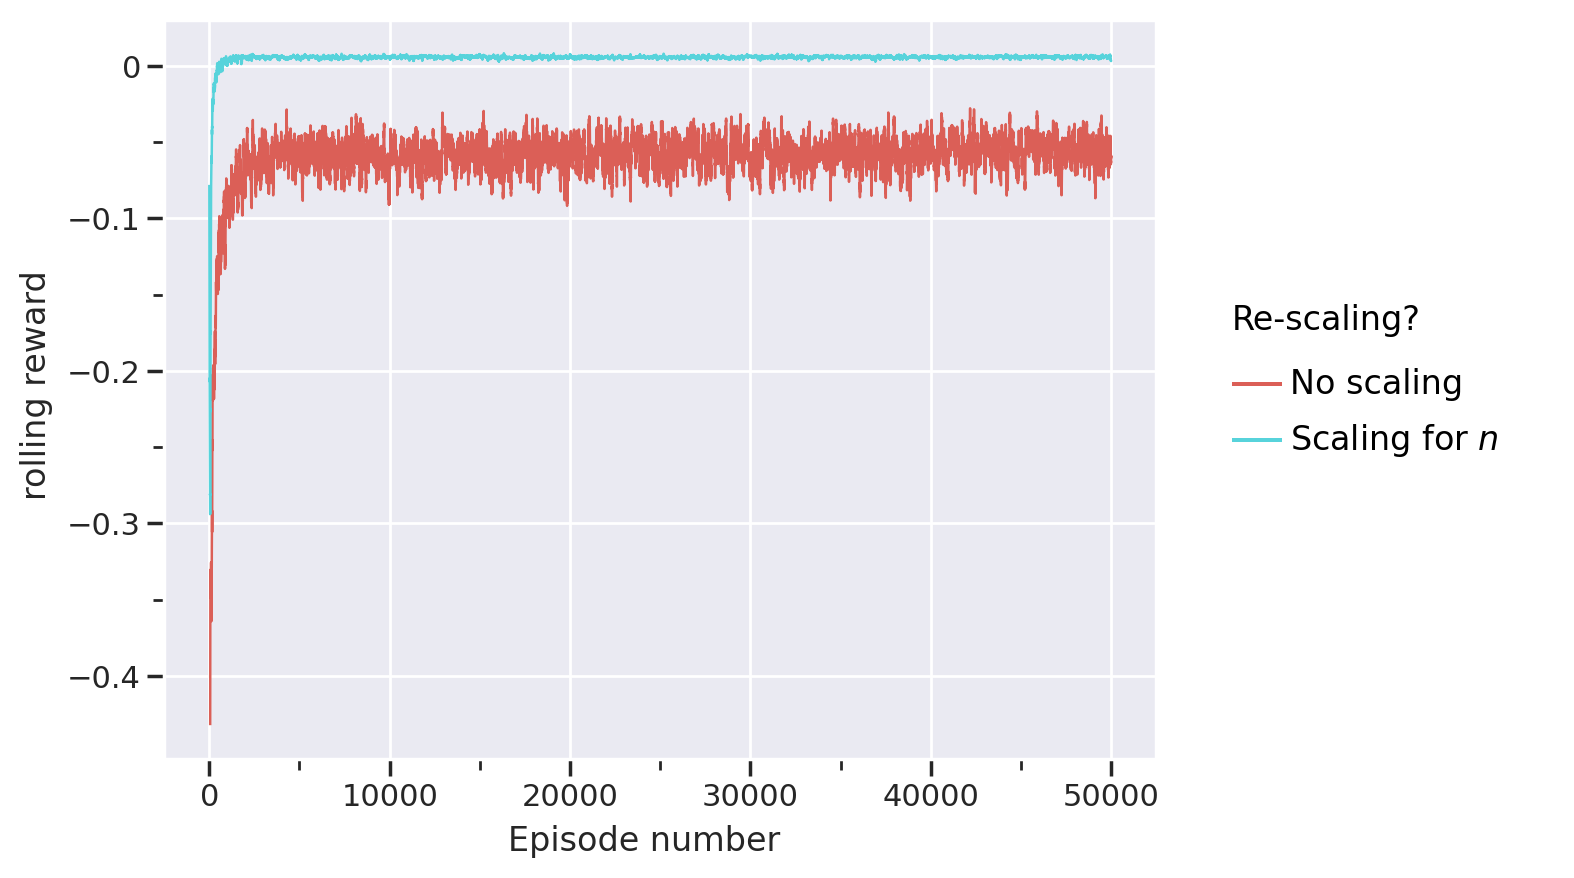 0
−0.1
−0.2
−0.3
−0.4
rolling reward
0 10000 20000 30000 40000 50000
Episode number
Re-scaling?
No scaling
Scaling for n